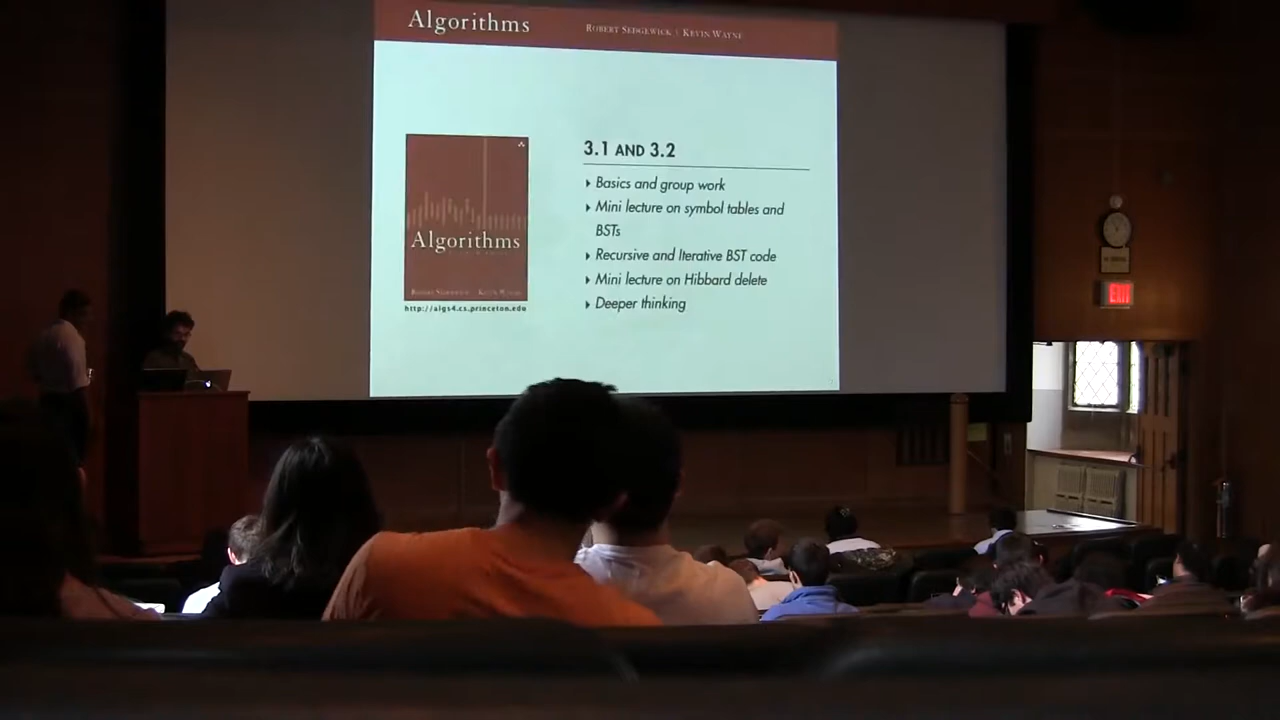 Algorithms
ROBERT SEDGEWICK | KEVIN WAYNE
Algorithms
ROBERT SEDGEWICK KEVIN WAYNE
http://algs4.cs.princeton.edu
3.1 AND 3.2
Basics and group work
Mini lecture on symbol tables and
BSTs
Recursive and Iterative BST code
Mini lecture on Hibbard delete
Deeper thinking
EXIT